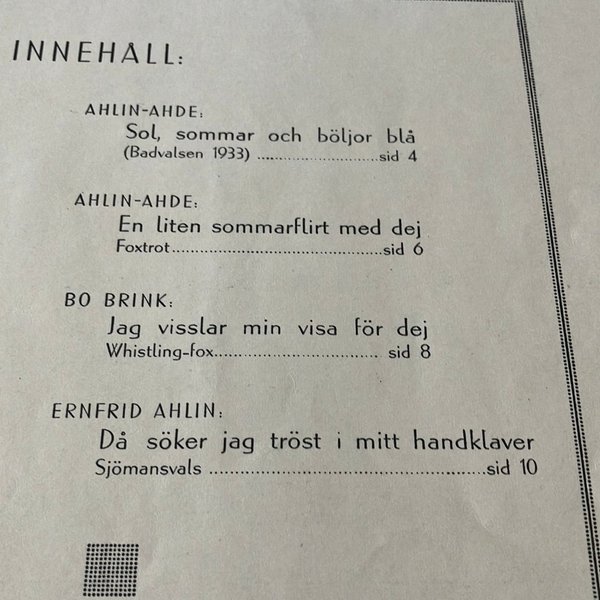 INNEHÅLL:
AHLIN-AHDE:
Sol, sommar och böljor blå
(Badvalsen 1933) ........................sid 4
AHLIN-AHDE:
En liten sommarflirt med dej
Foxtrot..........................................sid 6
BO BRINK:
Jag visslar min visa för dej
Whistling-fox................................ sid 8
ERNFRID AHLIN:
Då söker jag tröst i mitt handklaver
Sjömansvals ......................................................sid 10